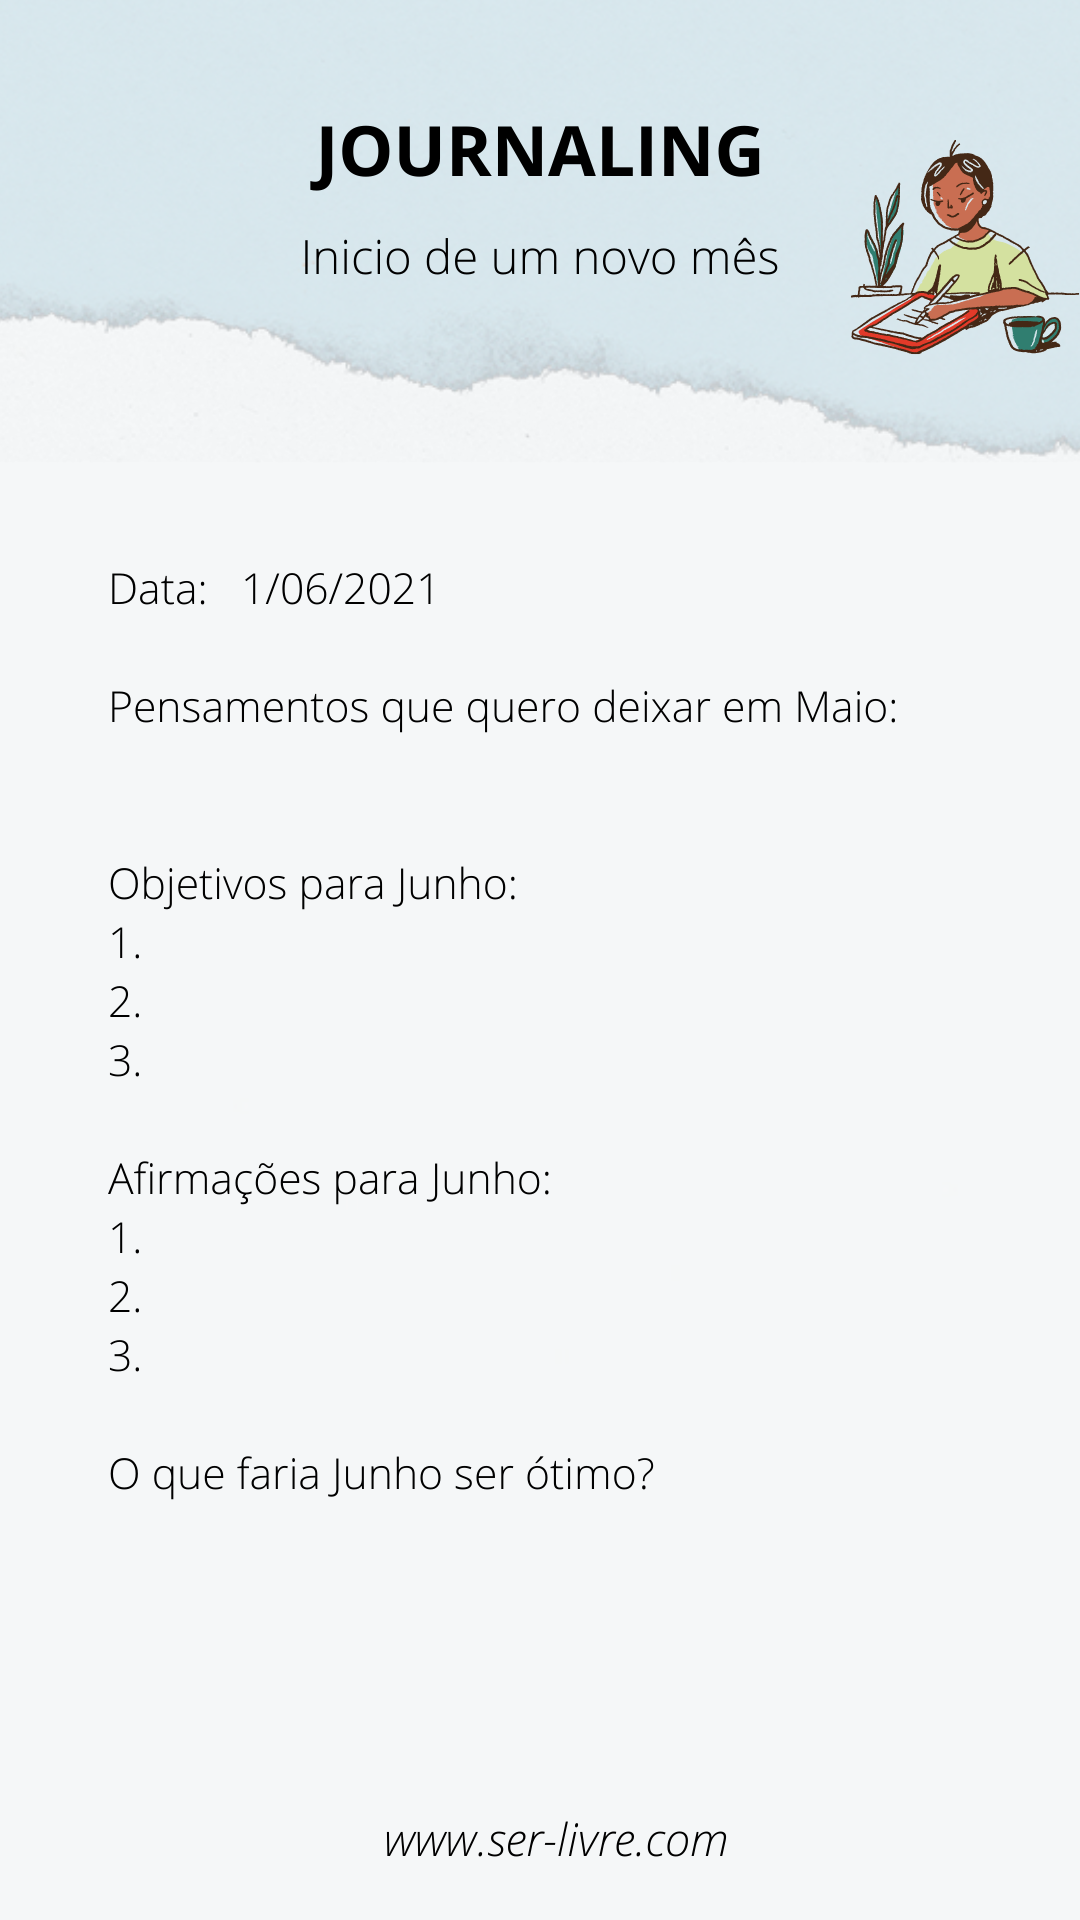 JOURNALING
Inicio de um novo mês
Data: 1/06/2021
Pensamentos que quero deixar em Maio:
Objetivos para Junho:
1.
2.
3.
Afirmações para Junho:
1.
2.
3.
O que faria Junho ser ótimo?
www.ser-livre.com